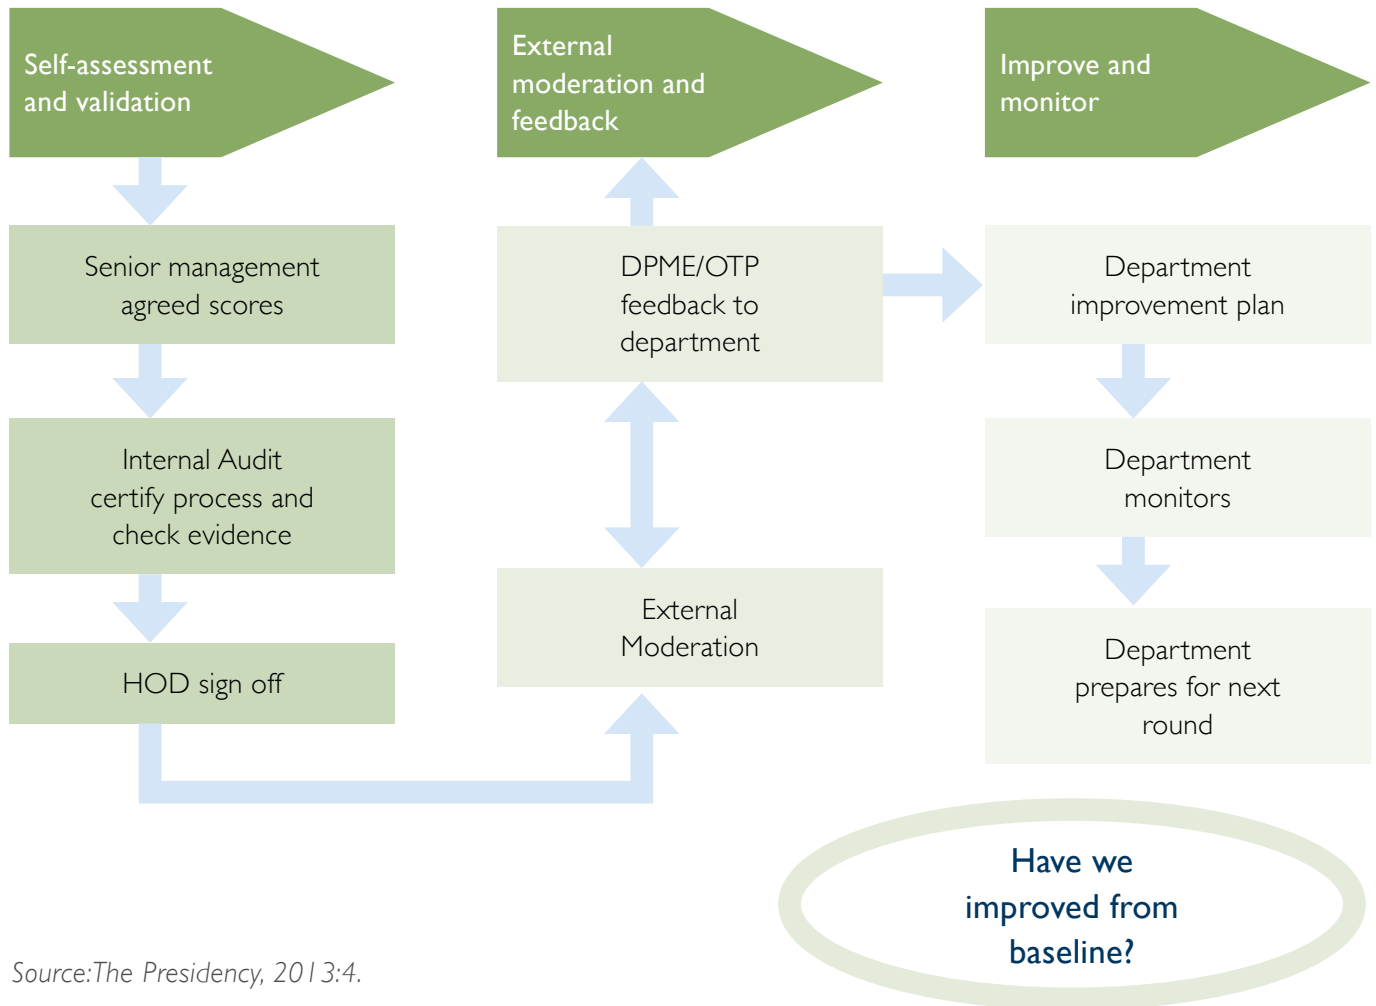 Self-assessment
and validation
External
moderation and
feedback
Improve and
monitor
Senior management
agreed scores
Internal Audit
certify process and
check evidence
HOD sign off
DPME/OTP
feedback to
department
External
Moderation
Department
improvement plan
Department
monitors
Department
prepares for next
round
Have we
improved from
baseline?
Source:The Presidency, 2013:4.